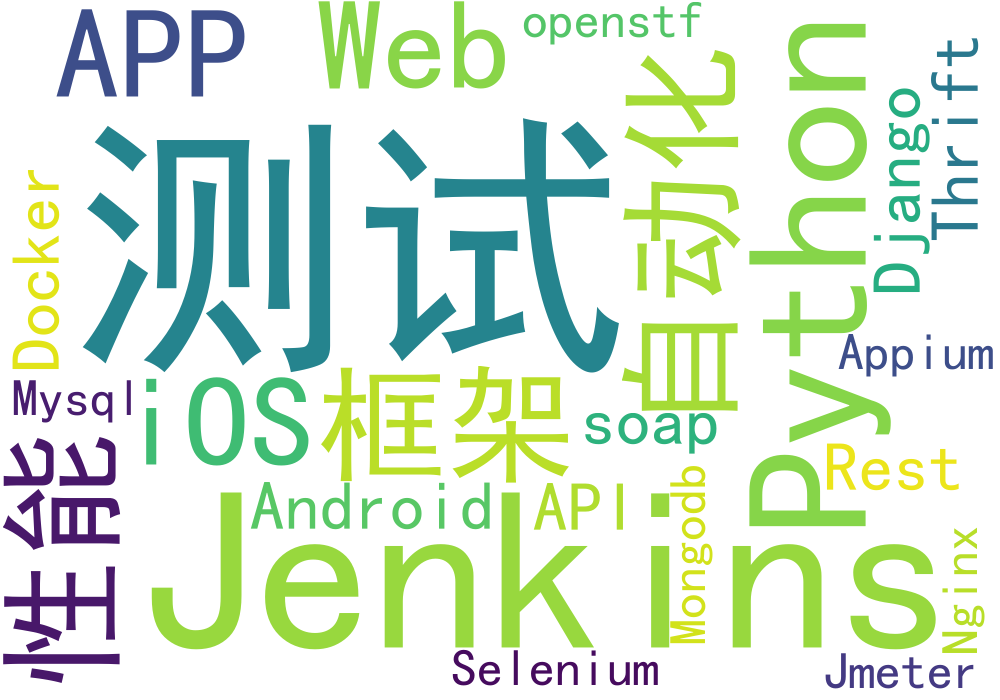 APP
Web
openstf
测试
自动化
Python
Django
Thrift
Docker
Appium
Mysql
iOS
框架
soap
Rest
性能
Android
API
Mongodb
Jenkins
Nginx
Selenium
Jmeter